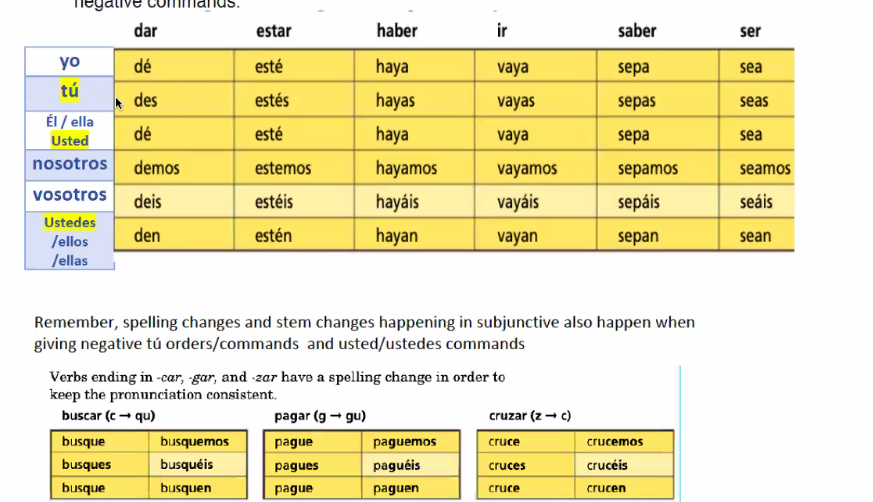 negative commands.
dar estar haber ir saber ser
yo dé esté haya vaya sepa sea
tú des estés hayas vayas sepas seas
Él / ella
Usted dé esté haya vaya sepa sea
nosotros demos estemos hayamos vayamos sepamos seamos
vosotros deis estéis hayáis vayáis sepáis seáis
Ustedes
/ellos den estén hayan vayan sepan sean
/ellas
Remember, spelling changes and stem changes happening in subjunctive also happen when
giving negative tú orders/commands and usted/ustedes commands
Verbs ending in -car, -gar, and -zar have a spelling change in order to
keep the pronunciation consistent.
buscar (c → qu) pagar (g → gu) cruzar (z → c)
busque busquemos pague paguemos cruce crucemos
busques busquéis pagues paguéis cruces crucéis
busque busquen pague paguen cruce crucen